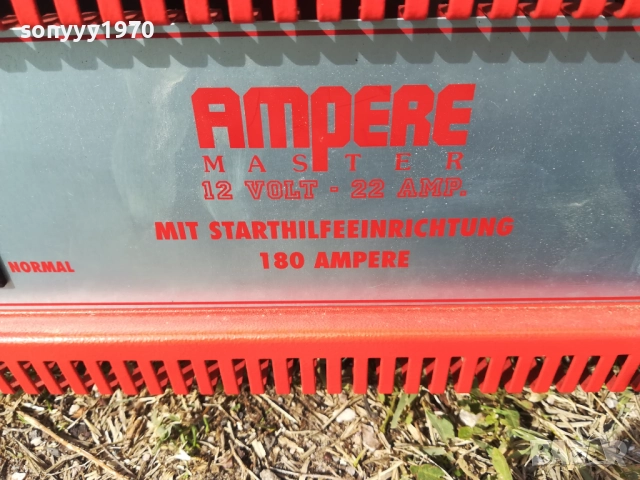 sonyyy1970
AMPERE
MASTER
12 VOLT - 22 AMP.
MIT STARTHILFEEINRICHTUNG
180 AMPERE
NORMAL